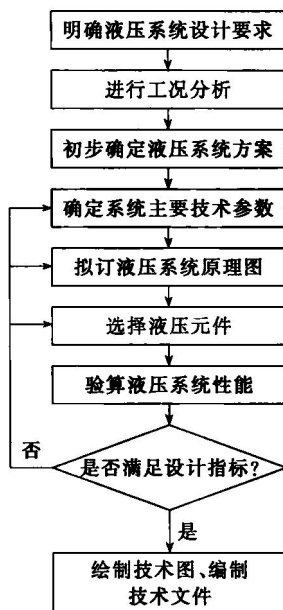 明确液压系统设计要求
进行工况分析
初步确定液压系统方案
确定系统主要技术参数
拟订液压系统原理图
选择液压元件
验算液压系统性能
否
是否满足设计指标?
是
绘制技术图、编制
技术文件